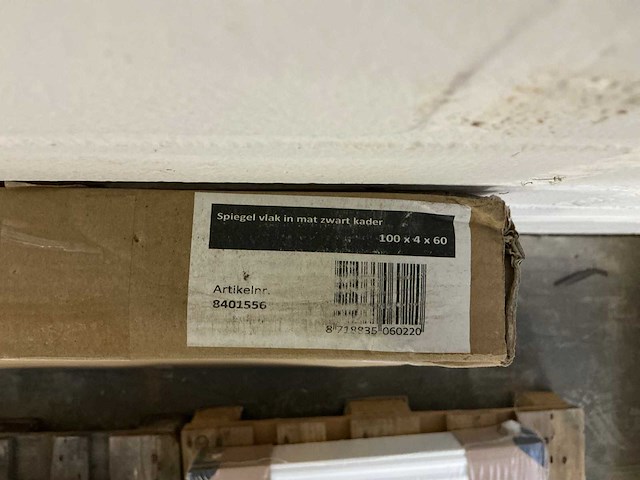 Spiegel vlak in mat zwart kader
100 x 4 x 60
Artikelnr.
8401556
8 718835 060220